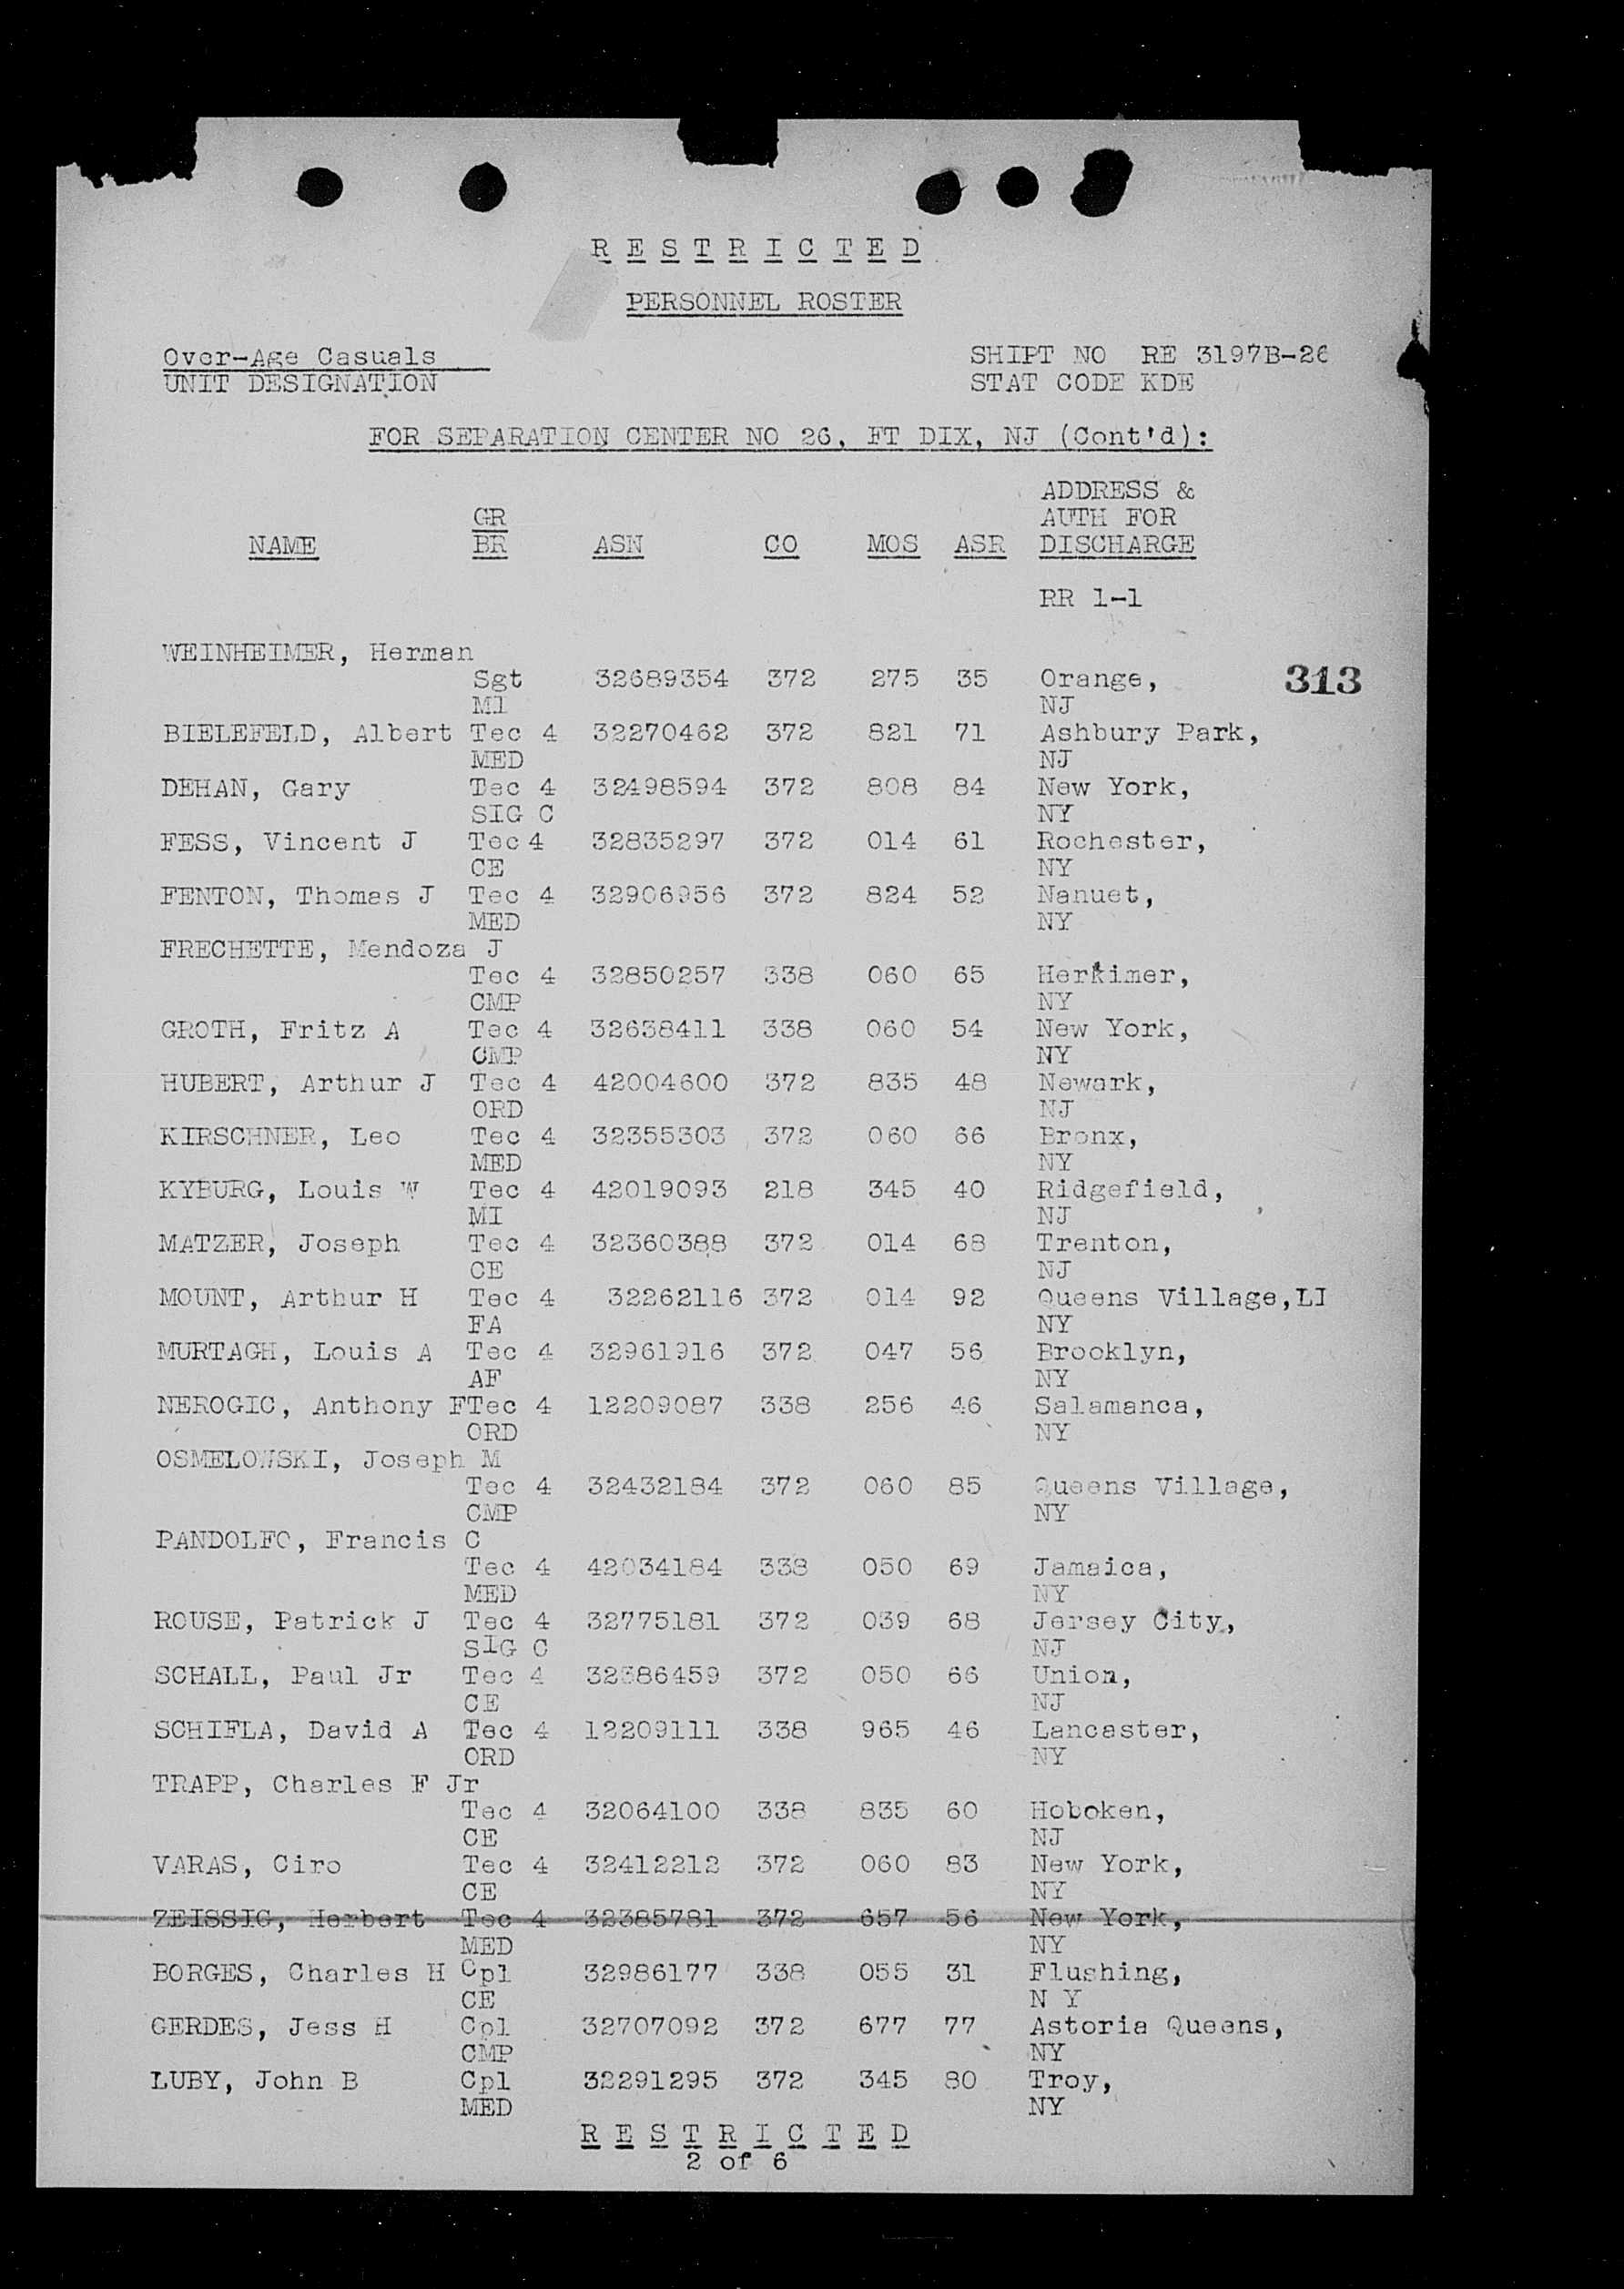 R E S T R I C T E D
PERSONNEL ROSTER
Over-Age Casuals
UNIT DESIGNATION
SHIPT NO RE 3197B-26
STAT CODE KDE
FOR SEPARATION CENTER NO 26, FT DIX, NJ (Cont'd):
ADDRESS &
GR AUTH FOR
NAME BR ASN CO MOS ASR DISCHARGE
RR 1-1
WEINHEIMER, Herman
Sgt 32689354 372 275 35 Orange, 313
MI NJ
BIELEFELD, Albert Tec 4 32270462 372 821 71 Ashbury Park,
MED NJ
DEHAN, Gary Tec 4 32498594 372 808 84 New York,
SIG C NY
FESS, Vincent J Tec 4 32835297 372 014 61 Rochester,
CE NY
FENTON, Thomas J Tec 4 32906956 372 824 52 Nanuet,
MED NY
FRECHETTE, Mendoza J
Tec 4 32850257 338 060 65 Herkimer,
CMP NY
GROTH, Fritz A Tec 4 32638411 338 060 54 New York,
CMP NY
HUBERT, Arthur J Tec 4 42004600 372 835 48 Newark,
ORD NJ
KIRSCHNER, Leo Tec 4 32355303 372 060 66 Bronx,
MED NY
KYBURG, Louis W Tec 4 42019093 218 345 40 Ridgefield,
MI NJ
MATZER, Joseph Tec 4 32360388 372 014 68 Trenton,
CE NJ
MOUNT, Arthur H Tec 4 32262116 372 014 92 Queens Village,LI
FA NY
MURTAGH, Louis A Tec 4 32961916 372 047 56 Brooklyn,
AF NY
NEROGIC, Anthony FTec 4 12209087 338 256 46 Salamanca,
ORD NY
OSMELOWSKI, Joseph M
Tec 4 32432184 372 060 85 Queens Village,
CMP NY
PANDOLFO, Francis C
Tec 4 42034184 338 050 69 Jamaica,
MED NY
ROUSE, Patrick J Tec 4 32775181 372 039 68 Jersey City,
SIG C NJ
SCHALL, Paul Jr Tec 4 32386459 372 050 66 Union,
CE NJ
SCHIFLA, David A Tec 4 12209111 338 965 46 Lancaster,
ORD NY
TRAPP, Charles F Jr
Tec 4 32064100 338 835 60 Hoboken,
CE NJ
VARAS, Ciro Tec 4 32412212 372 060 83 New York,
CE NY
ZEISSIG, Herbert Tec 4 32385781 372 657 56 New York,
MED NY
BORGES, Charles H Cpl 32986177 338 055 31 Flushing,
CE N Y
GERDES, Jess H Cpl 32707092 372 677 77 Astoria Queens,
CMP NY
LUBY, John B Cpl 32291295 372 345 80 Troy,
MED NY
R E S T R I C T E D
2 of 6